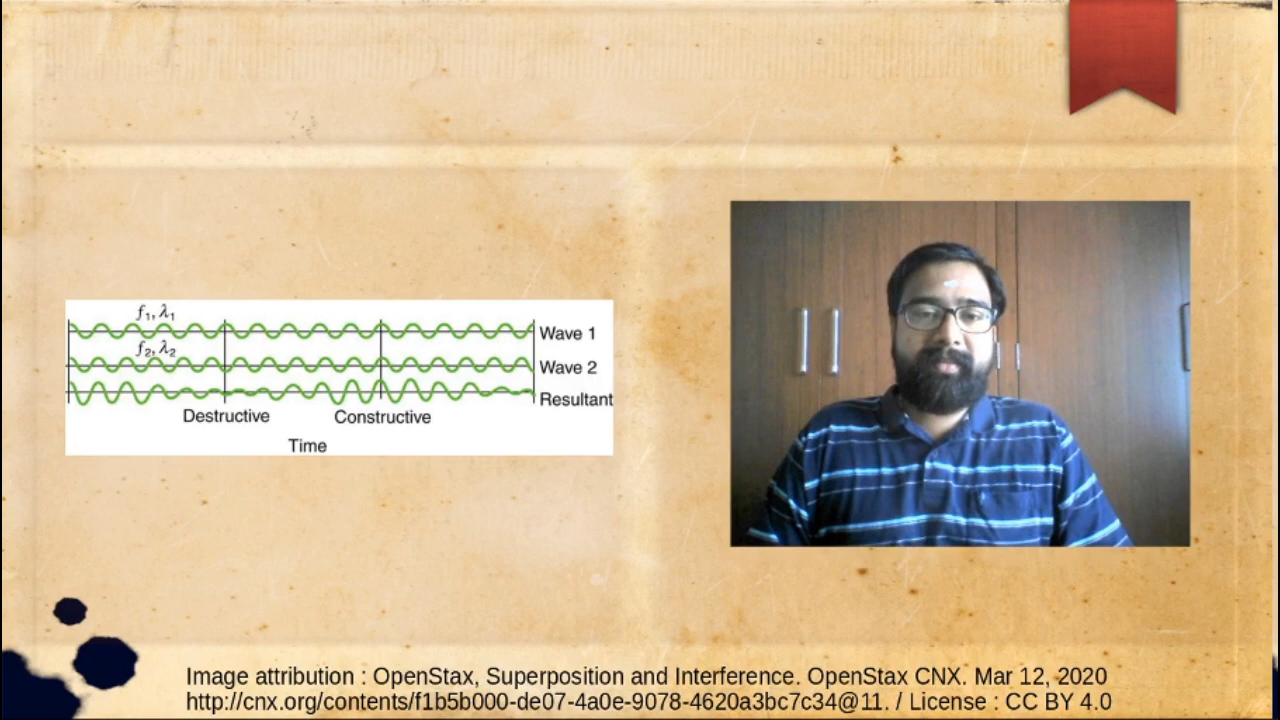 f₁, λ₁
Wave 1
f₂, λ₂
Wave 2
Resultant
Destructive Constructive
Time
Image attribution : OpenStax, Superposition and Interference. OpenStax CNX. Mar 12, 2020
http://cnx.org/contents/f1b5b000-de07-4a0e-9078-4620a3bc7c34@11. / License : CC BY 4.0